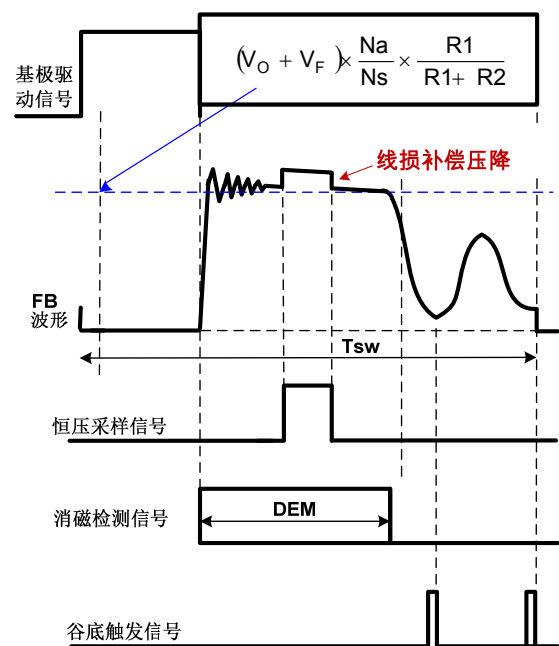 基极驱
动信号
(V_O + V_F) × Na/Ns × R1/(R1+ R2)
线损补偿压降
FB
波形
Tsw
恒压采样信号
消磁检测信号
DEM
谷底触发信号